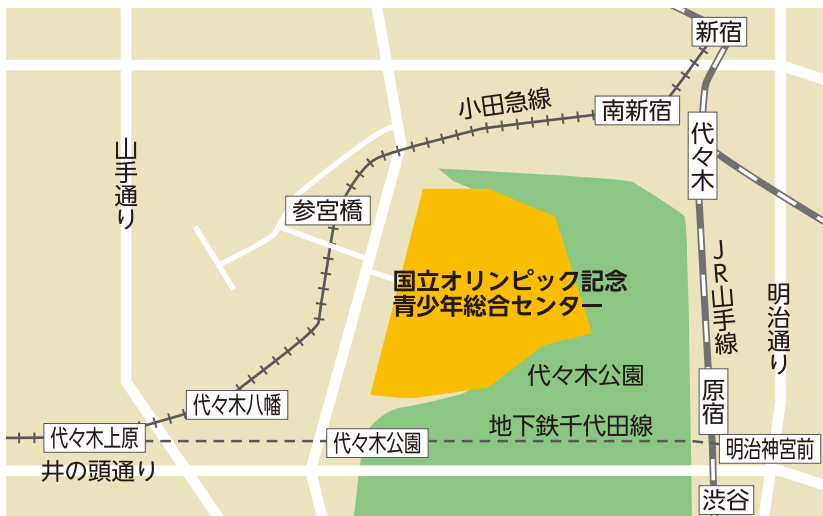 新宿
小田急線
南新宿
代々木
山手通り
参宮橋
国立オリンピック記念
青少年総合センター
JR山手線
明治通り
代々木公園
原宿
代々木八幡
地下鉄千代田線
代々木上原
代々木公園
明治神宮前
井の頭通り
渋谷